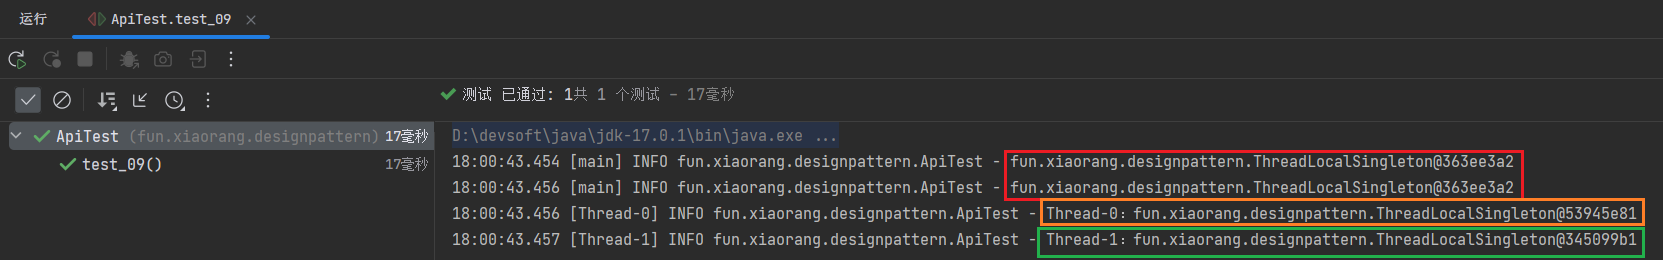 运行 ApiTest.test_09
测试 已通过: 1共 1 个测试 – 17毫秒
ApiTest (fun.xiaorang.designpattern) 17毫秒
test_09() 17毫秒
D:\devsoft\java\jdk-17.0.1\bin\java.exe ...
18:00:43.454 [main] INFO fun.xiaorang.designpattern.ApiTest - fun.xiaorang.designpattern.ThreadLocalSingleton@363ee3a2
18:00:43.456 [main] INFO fun.xiaorang.designpattern.ApiTest - fun.xiaorang.designpattern.ThreadLocalSingleton@363ee3a2
18:00:43.456 [Thread-0] INFO fun.xiaorang.designpattern.ApiTest - Thread-0：fun.xiaorang.designpattern.ThreadLocalSingleton@53945e81
18:00:43.457 [Thread-1] INFO fun.xiaorang.designpattern.ApiTest - Thread-1：fun.xiaorang.designpattern.ThreadLocalSingleton@345099b1